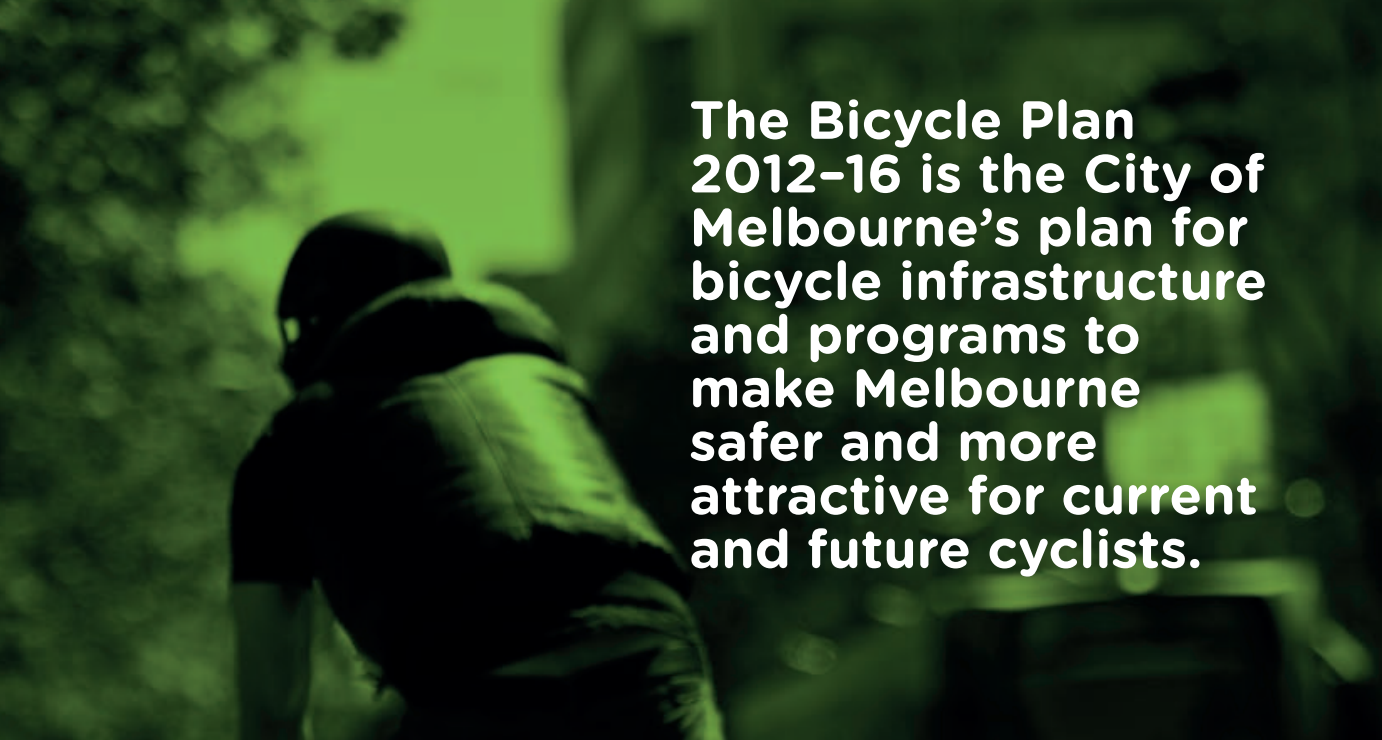 The Bicycle Plan
2012–16 is the City of
Melbourne’s plan for
bicycle infrastructure
and programs to
make Melbourne
safer and more
attractive for current
and future cyclists.